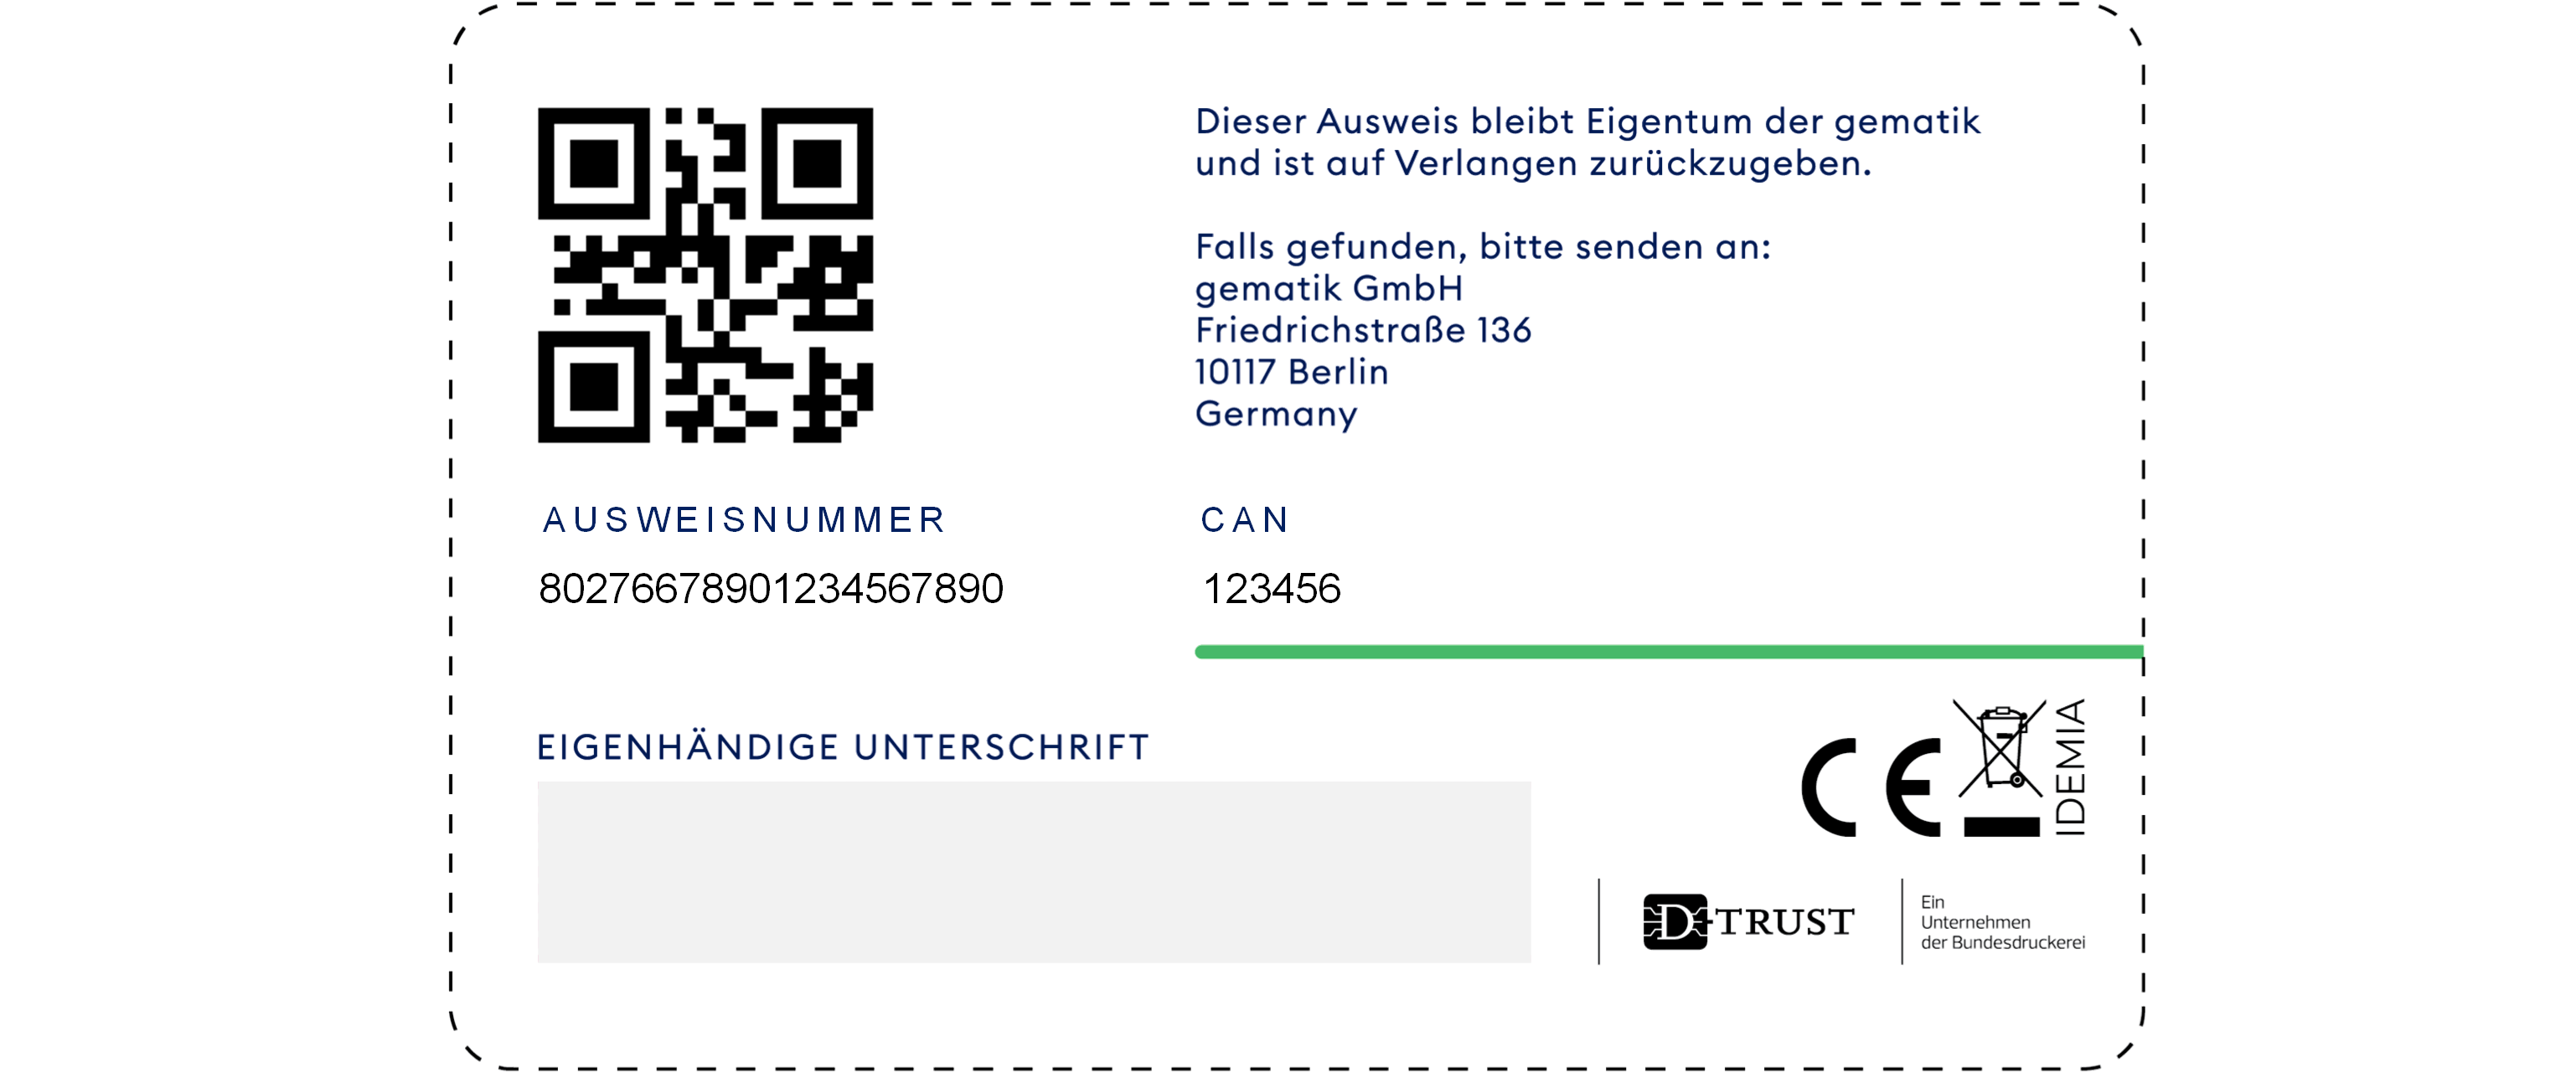 Dieser Ausweis bleibt Eigentum der gematik
und ist auf Verlangen zurückzugeben.
Falls gefunden, bitte senden an:
gematik GmbH
Friedrichstraße 136
10117 Berlin
Germany
AUSWEISNUMMER
80276678901234567890
CAN
123456
EIGENHÄNDIGE UNTERSCHRIFT
CE
IDEMIA
D-TRUST
Ein
Unternehmen
der Bundesdruckerei